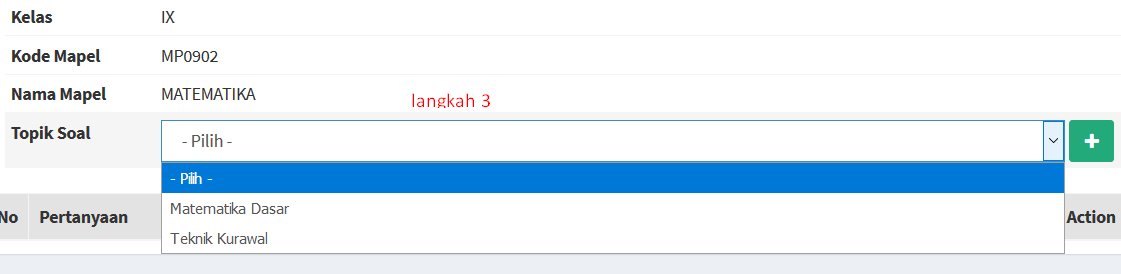 Kelas IX
Kode Mapel MP0902
Nama Mapel MATEMATIKA
langkah 3
Topik Soal - Pilih -
- Pilih -
Matematika Dasar
Teknik Kurawal
No Pertanyaan Action